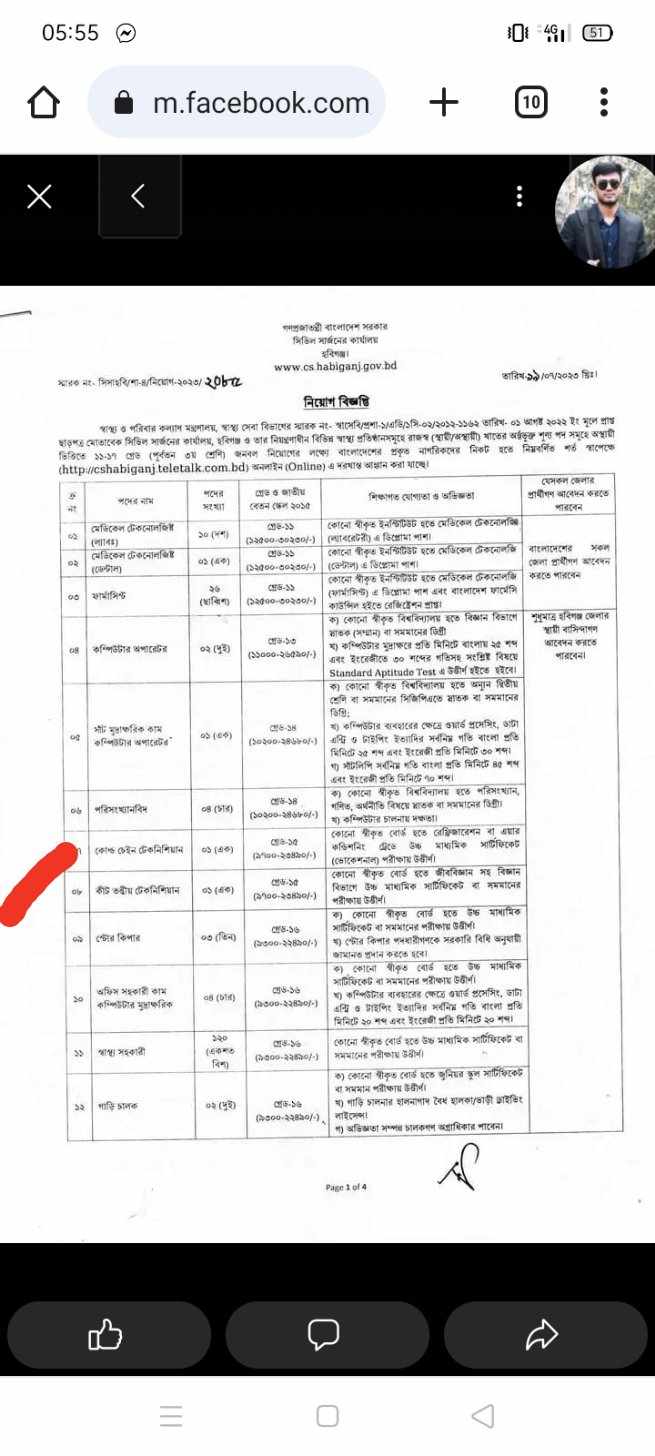 05:55
4G
51
m.facebook.com
10
গণপ্রজাতন্ত্রী বাংলাদেশ সরকার
সিভিল সার্জনের কার্যালয়
হবিগঞ্জ।
www.cs.habiganj.gov.bd
স্মারক নং- সিসাহবি/শা-৪/নিয়োগ-২০২৩/ ২০৮৫
তারিখ-১৯/০৭/২০২৩ খ্রিঃ।
নিয়োগ বিজ্ঞপ্তি
স্বাস্থ্য ও পরিবার কল্যাণ মন্ত্রণালয়, স্বাস্থ্য সেবা বিভাগের স্মারক নং- স্বাসেবি/প্রশা-১/এডি/১সি-০২/২০১২-১১৬২ তারিখ- ০১ আগষ্ট ২০২২ ইং মূলে প্রাপ্ত
ছাড়পত্র মোতাবেক সিভিল সার্জনের কার্যালয়, হবিগঞ্জ ও তার নিয়ন্ত্রণাধীন বিভিন্ন স্বাস্থ্য প্রতিষ্ঠানসমূহে রাজস্ব (স্থায়ী/অস্থায়ী) খাতের অর্ন্তভুক্ত শূণ্য পদ সমূহে অস্থায়ী
ভিত্তিতে ১১-১৭ গ্রেড (পূর্বতন ৩য় শ্রেণি) জনবল নিয়োগের লক্ষ্যে বাংলাদেশের প্রকৃত নাগরিকদের নিকট হতে নিম্নবর্ণিত শর্ত স্বাপেক্ষে
(http://cshabiganj.teletalk.com.bd) অনলাইন (Online) এ দরখাস্ত আহ্বান করা যাচ্ছে।
ক্র নং
পদের নাম
পদের সংখ্যা
গ্রেড ও জাতীয় বেতন স্কেল ২০১৫
শিক্ষাগত যোগ্যতা ও অভিজ্ঞতা
যেসকল জেলার প্রার্থীগণ আবেদন করতে পারবেন
০১ মেডিকেল টেকনোলজিষ্ট (ল্যাবঃ) ১০ (দশ) গ্রেড-১১ (১২৫০০-৩০২৩০/-)
কোনো স্বীকৃত ইনস্টিটিউট হতে মেডিকেল টেকনোলজি
(ল্যাবরেটরী) এ ডিপ্লোমা পাশ।
০২ মেডিকেল টেকনোলজিষ্ট (ডেন্টাল) ০১ (এক) গ্রেড-১১ (১২৫০০-৩০২৩০/-)
কোনো স্বীকৃত ইনস্টিটিউট হতে মেডিকেল টেকনোলজি
(ডেন্টাল) এ ডিপ্লোমা পাশ।
বাংলাদেশের সকল
জেলা প্রার্থীগণ আবেদন
করতে পারবেন
০৩ ফার্মাসিস্ট ২৬ (ছাব্বিশ) গ্রেড-১১ (১২৫০০-৩০২৩০/-)
কোনো স্বীকৃত ইনস্টিটিউট হতে মেডিকেল টেকনোলজি
(ফার্মাসিস্ট) এ ডিপ্লোমা পাশ এবং বাংলাদেশ ফার্মেসি
কাউন্সিল হইতে রেজিষ্ট্রেশন প্রাপ্ত।
০৪ কম্পিউটার অপারেটর ০২ (দুই) গ্রেড-১৩ (১১০০০-২৬৫৯০/-)
ক) কোনো স্বীকৃত বিশ্ববিদ্যালয় হতে বিজ্ঞান বিভাগে
স্নাতক (সম্মান) বা সমমানের ডিগ্রী
খ) কম্পিউটার মুদ্রাক্ষরে প্রতি মিনিটে বাংলায় ২৫ শব্দ
এবং ইংরেজীতে ৩০ শব্দের গতিসহ সংশ্লিষ্ট বিষয়ে
Standard Aptitude Test এ উত্তীর্ণ হইতে হইবে।
শুধুমাত্র হবিগঞ্জ জেলার
স্থায়ী বাসিন্দাগণ
আবেদন করতে
পারবেন।
০৫ সাঁট মুদ্রাক্ষরিক কাম কম্পিউটার অপারেটর ০১ (এক) গ্রেড-১৪ (১০২০০-২৪৬৮০/-)
ক) কোনো স্বীকৃত বিশ্ববিদ্যালয় হতে অন্যূন দ্বিতীয়
শ্রেণি বা সমমানের সিজিপিএতে স্নাতক বা সমমানের
ডিগ্রি;
খ) কম্পিউটার ব্যবহারের ক্ষেত্রে ওয়ার্ড প্রসেসিং, ডাটা
এন্ট্রি ও টাইপিং ইত্যাদির সর্বনিম্ন গতি বাংলা প্রতি
মিনিটে ২৫ শব্দ এবং ইংরেজী প্রতি মিনিটে ৩০ শব্দ।
গ) সাঁটলিপি সর্বনিম্ন গতি বাংলা প্রতি মিনিটে ৪৫ শব্দ
এবং ইংরেজী প্রতি মিনিটে ৭০ শব্দ।
০৬ পরিসংখ্যানবিদ ০৪ (চার) গ্রেড-১৪ (১০২০০-২৪৬৮০/-)
ক) কোনো স্বীকৃত বিশ্ববিদ্যালয় হতে পরিসংখ্যান,
গণিত, অর্থনীতি বিষয়ে স্নাতক বা সমমানের ডিগ্রী।
খ) কম্পিউটার চালনায় দক্ষতা।
৭ কোল্ড চেইন টেকনিশিয়ান ০১ (এক) গ্রেড-১৫ (৯৭০০-২৩৪৯০/-)
কোনো স্বীকৃত বোর্ড হতে রেফ্রিজারেশন বা এয়ার
কন্ডিশনিং ট্রেডে উচ্চ মাধ্যমিক সার্টিফিকেট
(ভোকেশনাল) পরীক্ষায় উত্তীর্ণ।
০৮ কীট তত্ত্বীয় টেকনিশিয়ান ০১ (এক) গ্রেড-১৫ (৯৭০০-২৩৪৯০/-)
কোনো স্বীকৃত বোর্ড হতে জীববিজ্ঞান সহ বিজ্ঞান
বিভাগে উচ্চ মাধ্যমিক সার্টিফিকেট বা সমমানের
পরীক্ষায় উত্তীর্ণ।
০৯ স্টোর কিপার ০৩ (তিন) গ্রেড-১৬ (৯৩০০-২২৪৯০/-)
ক) কোনো স্বীকৃত বোর্ড হতে উচ্চ মাধ্যমিক
সার্টিফিকেট বা সমমানের পরীক্ষায় উত্তীর্ণ।
খ) স্টোর কিপার পদধারীগণকে সরকারি বিধি অনুযায়ী
জামানত প্রদান করতে হবে।
১০ অফিস সহকারী কাম কম্পিউটার মুদ্রাক্ষরিক ০৪ (চার) গ্রেড-১৬ (৯৩০০-২২৪৯০/-)
ক) কোনো স্বীকৃত বোর্ড হতে উচ্চ মাধ্যমিক
সার্টিফিকেট বা সমমানের পরীক্ষায় উত্তীর্ণ।
খ) কম্পিউটার ব্যবহারের ক্ষেত্রে ওয়ার্ড প্রসেসিং, ডাটা
এন্ট্রি ও টাইপিং ইত্যাদির সর্বনিম্ন গতি বাংলা প্রতি
মিনিটে ২০ শব্দ এবং ইংরেজী প্রতি মিনিটে ২০ শব্দ।
১১ স্বাস্থ্য সহকারী ১২০ (একশত বিশ) গ্রেড-১৬ (৯৩০০-২২৪৯০/-)
কোনো স্বীকৃত বোর্ড হতে উচ্চ মাধ্যমিক সার্টিফিকেট বা
সমমানের পরীক্ষায় উত্তীর্ণ।
১২ গাড়ি চালক ০২ (দুই) গ্রেড-১৬ (৯৩০০-২২৪৯০/-)
ক) কোনো স্বীকৃত বোর্ড হতে জুনিয়র স্কুল সার্টিফিকেট
বা সমমান পরীক্ষায় উত্তীর্ণ।
খ) গাড়ি চালনার হালনাগাদ বৈধ হালকা/ভাড়ী ড্রাইভিং
লাইসেন্স।
গ) অভিজ্ঞতা সম্পন্ন চালকগণ অগ্রাধিকার পাবেন।
Page 1 of 4